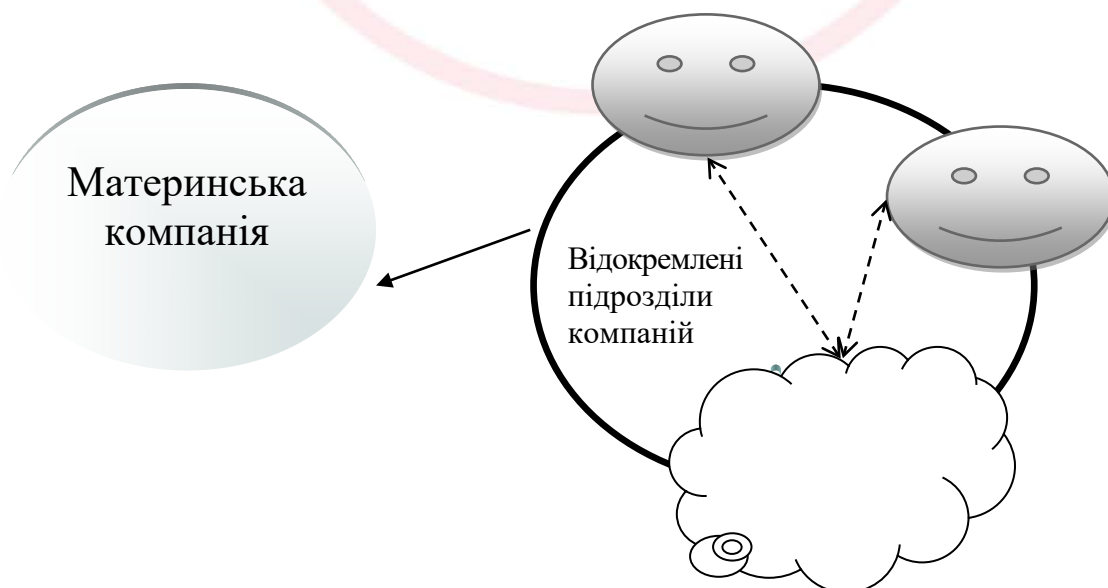 Материнська
компанія
Відокремлені
підрозділи
компаній